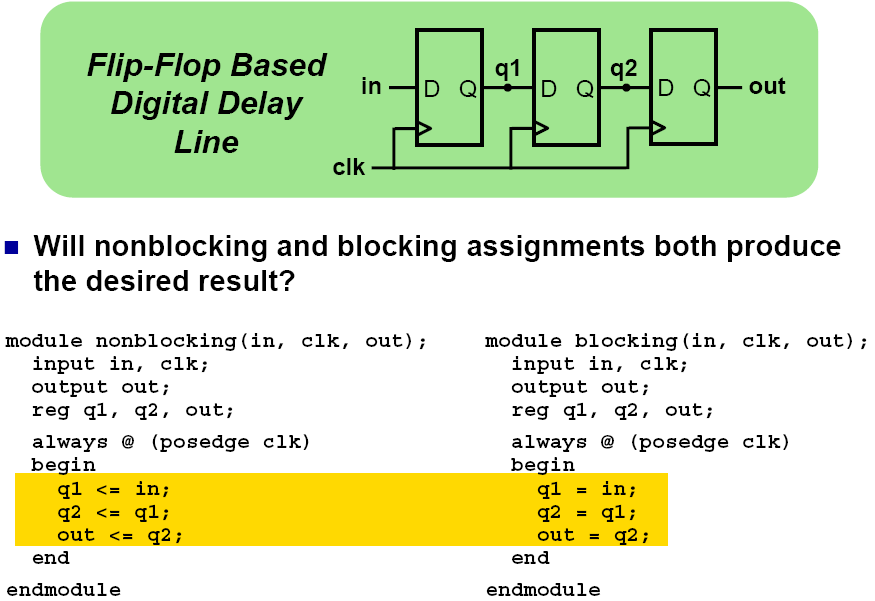 Flip-Flop Based
Digital Delay
Line
in
D Q
q1
D Q
q2
D Q
out
clk
Will nonblocking and blocking assignments both produce
the desired result?
module nonblocking(in, clk, out);
input in, clk;
output out;
reg q1, q2, out;
always @ (posedge clk)
begin
q1 <= in;
q2 <= q1;
out <= q2;
end
endmodule
module blocking(in, clk, out);
input in, clk;
output out;
reg q1, q2, out;
always @ (posedge clk)
begin
q1 = in;
q2 = q1;
out = q2;
end
endmodule